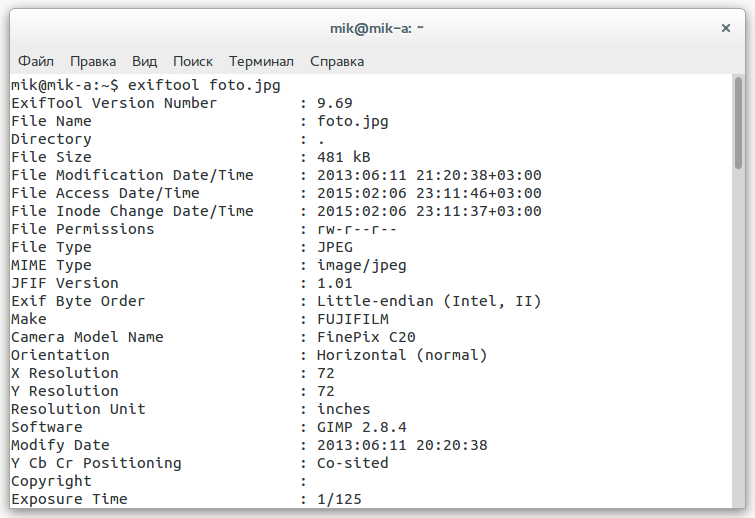 mik@mik-a: ~
Файл Правка Вид Поиск Терминал Справка
mik@mik-a:~$ exiftool foto.jpg
ExifTool Version Number         : 9.69
File Name                       : foto.jpg
Directory                       : .
File Size                       : 481 kB
File Modification Date/Time     : 2013:06:11 21:20:38+03:00
File Access Date/Time           : 2015:02:06 23:11:46+03:00
File Inode Change Date/Time     : 2015:02:06 23:11:37+03:00
File Permissions                : rw-r--r--
File Type                       : JPEG
MIME Type                       : image/jpeg
JFIF Version                    : 1.01
Exif Byte Order                 : Little-endian (Intel, II)
Make                            : FUJIFILM
Camera Model Name               : FinePix C20
Orientation                     : Horizontal (normal)
X Resolution                    : 72
Y Resolution                    : 72
Resolution Unit                 : inches
Software                        : GIMP 2.8.4
Modify Date                     : 2013:06:11 20:20:38
Y Cb Cr Positioning             : Co-sited
Copyright                       :
Exposure Time                   : 1/125